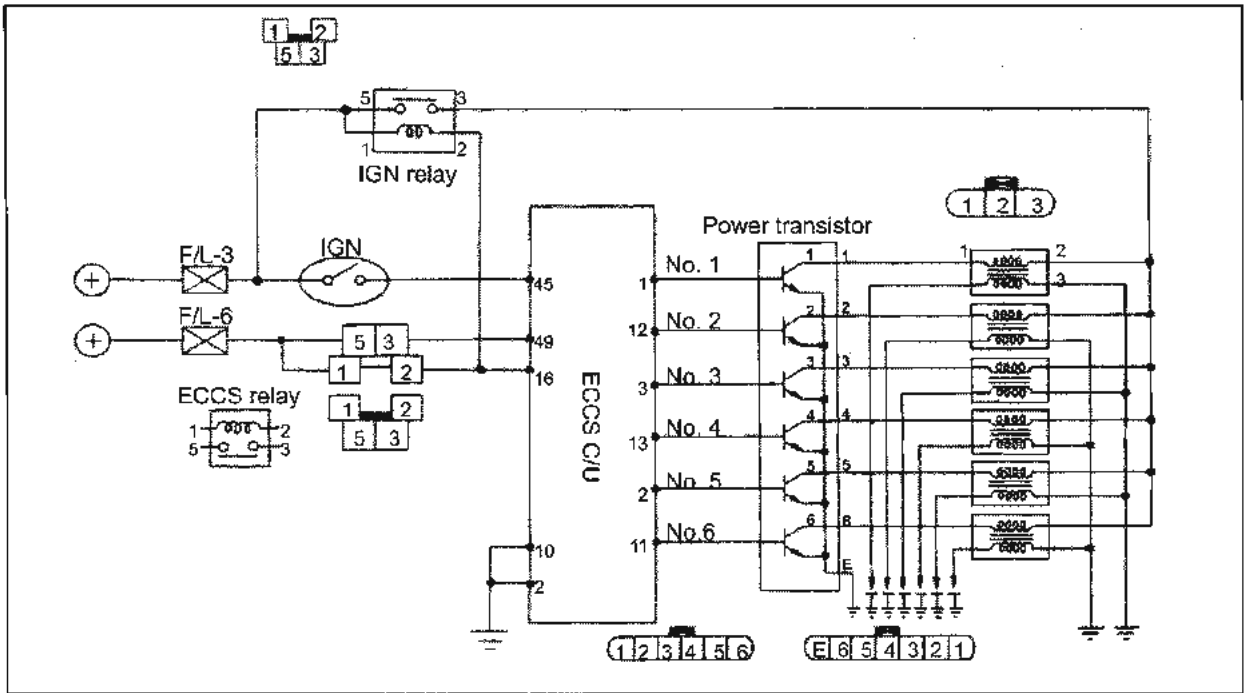 1 2
5 3
5 3
1 2
IGN relay
1 2 3
Power transistor
F/L-3
IGN
45
1 No. 1
1 1
1 2
3
F/L-6
5 3
49
12 No. 2
2 2
1 2
16
3 No. 3
3 3
ECCS relay
1 2
5 3
1 2
5 3
ECCS C/U
13 No. 4
4 4
2 No. 5
5 5
11 No.6
6 6
10
2
E
1 2 3 4 5 6
E 6 5 4 3 2 1